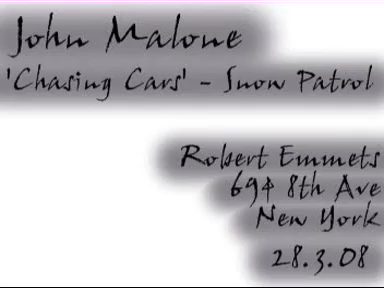 John Malone
'Chasing Cars' - Snow Patrol
Robert Emmets
694 8th Ave
New York
28.3.08